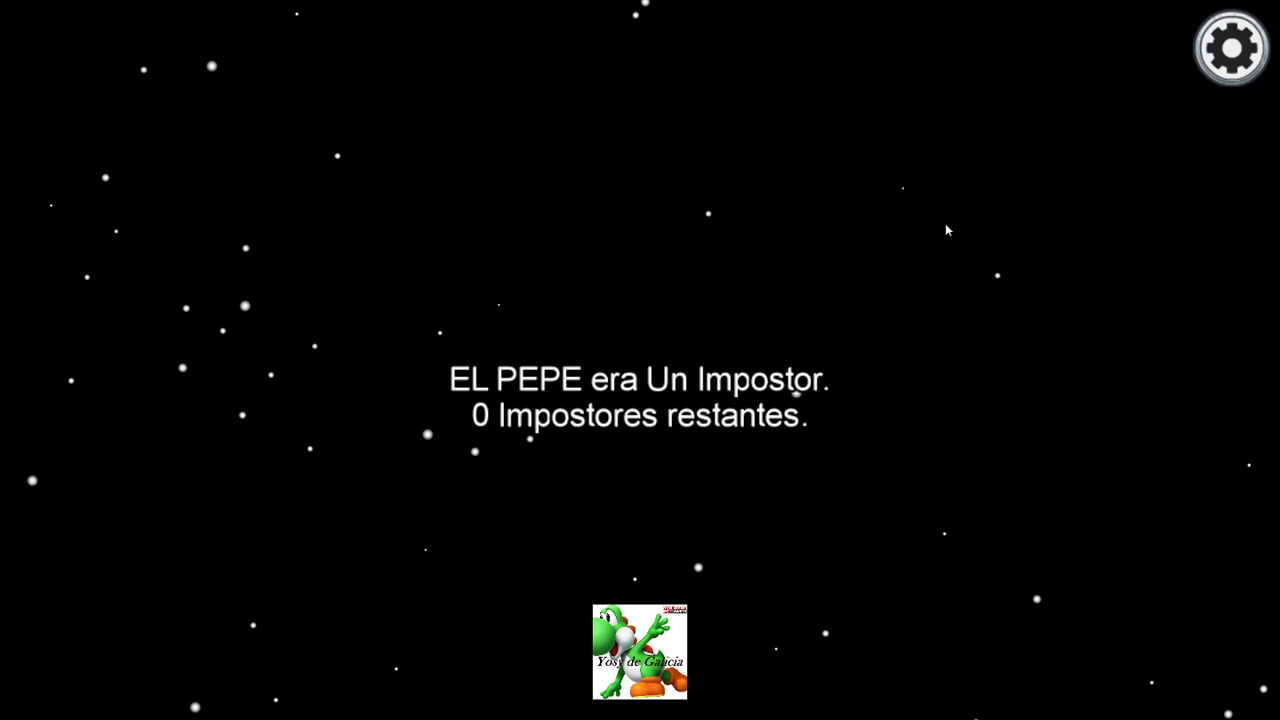 EL PEPE era Un Impostor.
0 Impostores restantes.
Yosy de Galicia